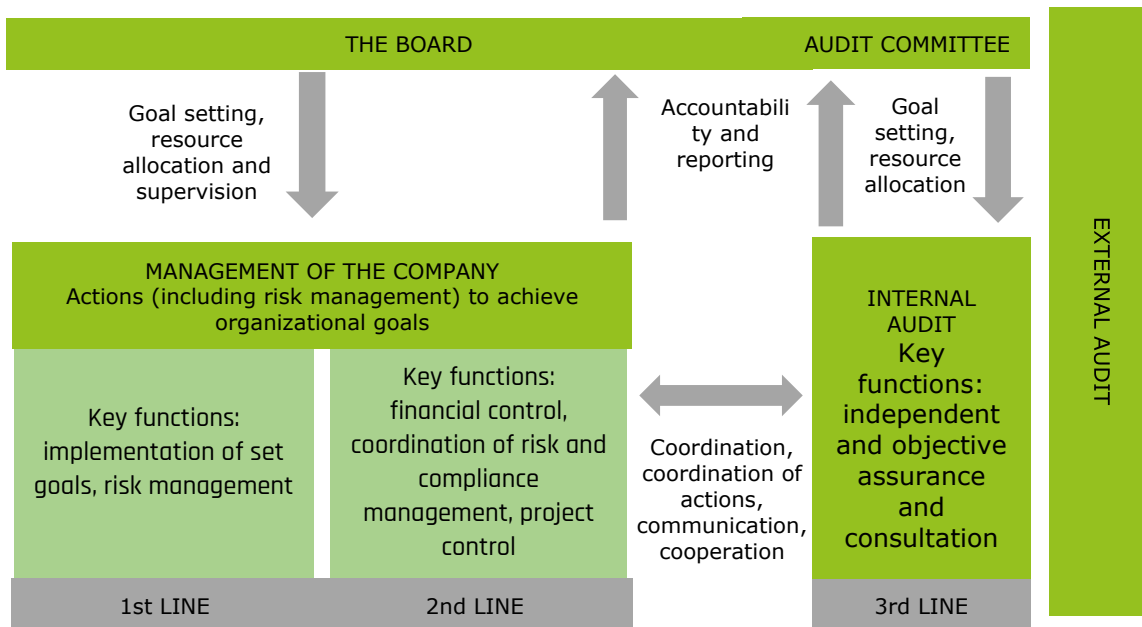 THE BOARD
AUDIT COMMITTEE
Goal setting,
resource
allocation and
supervision
Accountabili
ty and
reporting
Goal
setting,
resource
allocation
EXTERNAL AUDIT
MANAGEMENT OF THE COMPANY
Actions (including risk management) to achieve
organizational goals
Key functions:
implementation of set
goals, risk management
Key functions:
financial control,
coordination of risk and
compliance
management, project
control
Coordination,
coordination of
actions,
communication,
cooperation
INTERNAL
AUDIT
Key
functions:
independent
and objective
assurance
and
consultation
1st LINE
2nd LINE
3rd LINE